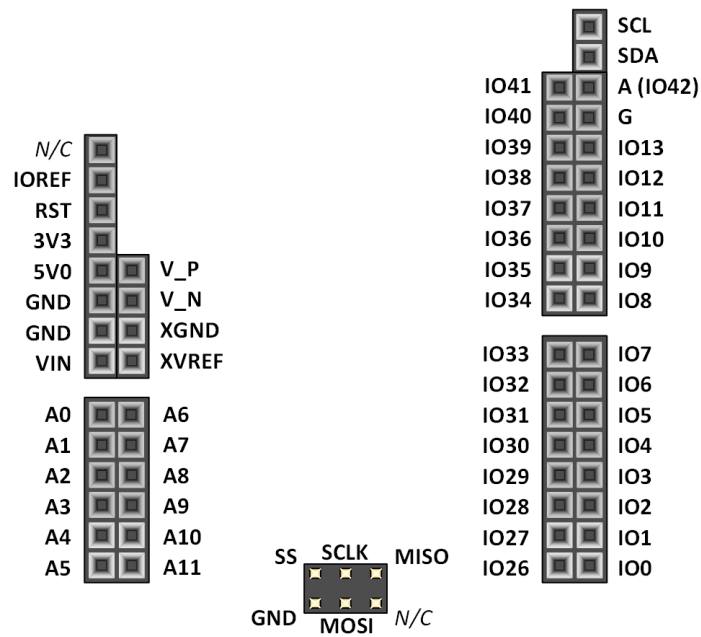 SCL
SDA
IO41 A (IO42)
IO40 G
IO39 IO13
IO38 IO12
IO37 IO11
IO36 IO10
IO35 IO9
IO34 IO8
IO33 IO7
IO32 IO6
IO31 IO5
IO30 IO4
IO29 IO3
IO28 IO2
IO27 IO1
IO26 IO0
N/C
IOREF
RST
3V3
5V0 V_P
GND V_N
GND XGND
VIN XVREF
A0 A6
A1 A7
A2 A8
A3 A9
A4 A10
A5 A11
SS SCLK MISO
GND MOSI N/C